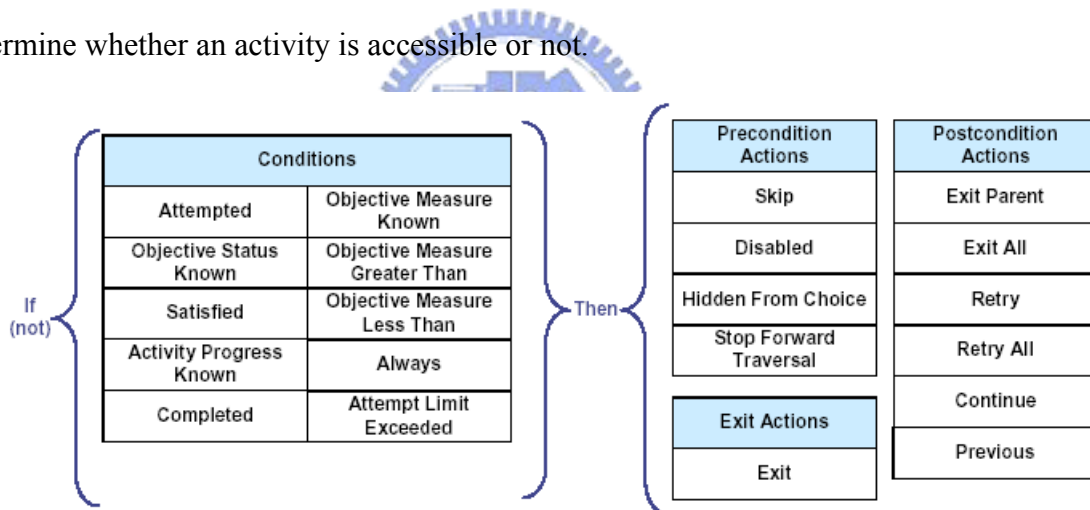 ermine whether an activity is accessible or not.
If
(not)
Conditions
Attempted
Objective Measure
Known
Objective Status
Known
Objective Measure
Greater Than
Satisfied
Objective Measure
Less Than
Activity Progress
Known
Always
Completed
Attempt Limit
Exceeded
Then
Precondition
Actions
Skip
Disabled
Hidden From Choice
Stop Forward
Traversal
Exit Actions
Exit
Postcondition
Actions
Exit Parent
Exit All
Retry
Retry All
Continue
Previous